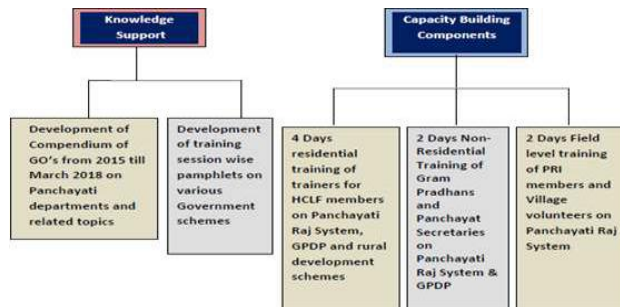 Knowledge
Support
Capacity Building
Components
Development of
Compendium of
GO's from 2015 till
March 2018 on
Panchayati
departments and
related topics
Development
of training
session wise
pamphlets on
various
Government
schemes
4 Days
residential
training of
trainers for
HCLF members
on Panchayati
Raj System,
GPDP and rural
development
schemes
2 Days Non-
Residential
Training of
Gram
Pradhans
and
Panchayat
Secretaries
on
Panchayati
Raj System &
GPDP
2 Days Field
level training
of PRI
members and
Village
volunteers on
Panchayati Raj
System